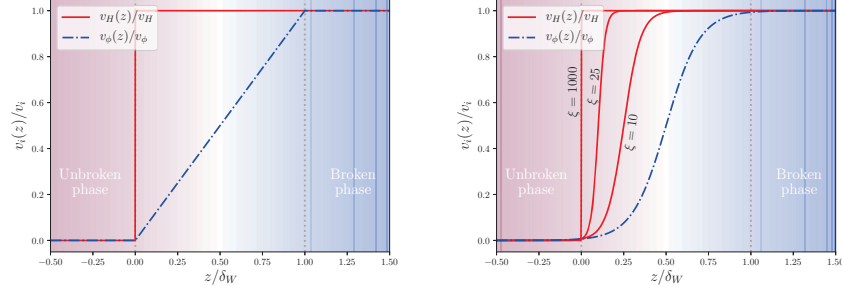 v_H(z)/v_H
v_ϕ(z)/v_ϕ
1.0
0.8
0.6
0.4
0.2
0.0
v_i(z)/v_i
Unbroken
phase
Broken
phase
−0.50 −0.25 0.00 0.25 0.50 0.75 1.00 1.25 1.50
z/δ_W
v_H(z)/v_H
v_ϕ(z)/v_ϕ
1.0
0.8
0.6
0.4
0.2
0.0
v_i(z)/v_i
ξ = 1000
ξ = 25
ξ = 10
Unbroken
phase
Broken
phase
−0.50 −0.25 0.00 0.25 0.50 0.75 1.00 1.25 1.50
z/δ_W